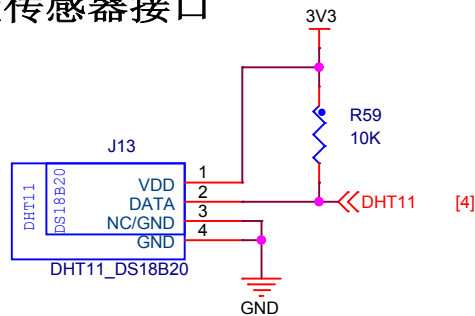 传感器接口
3V3
R59
10K
J13
DHT11
DS18B20
VDD 1
DATA 2
NC/GND 3
GND 4
DHT11 [4]
DHT11_DS18B20
GND